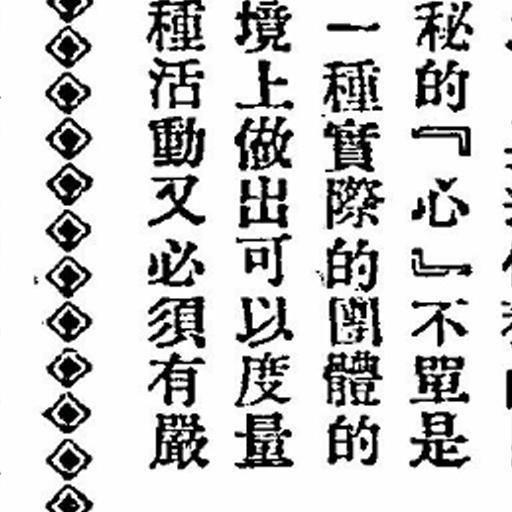 秘的『心』不單是
一種實際的團體的
境上做出可以度量
種活動又必須有嚴